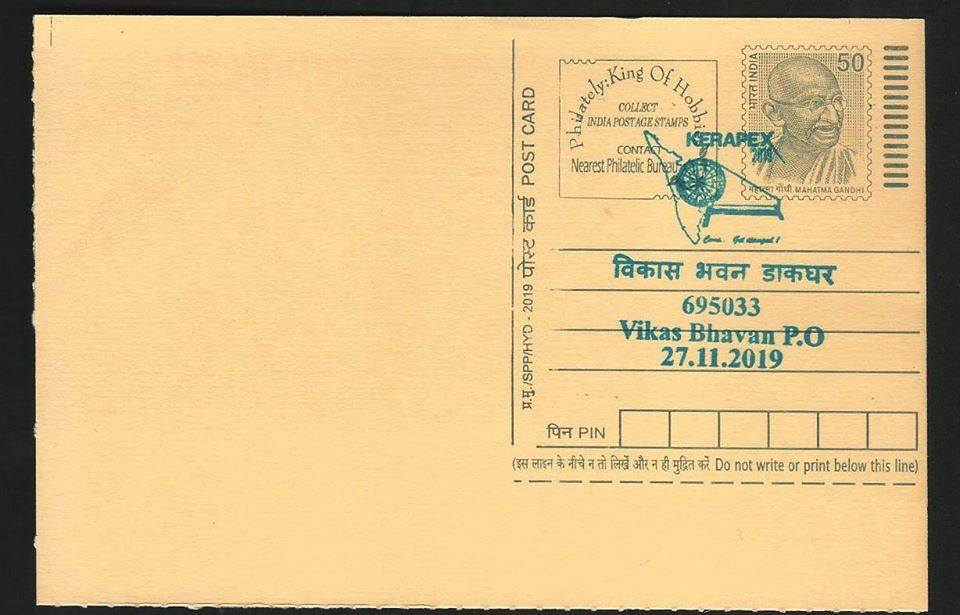 Philately: King Of Hobbi
COLLECT
INDIA POSTAGE STAMPS
CONTACT
Nearest Philatelic Bureau
भारत INDIA
50
महात्मा गाँधी MAHATMA GANDHI
KERAPEX
2019
विकास भवन डाकघर
695033
Vikas Bhavan P.O
27.11.2019
प्र.मु./SPP/HYD - 2019 पोस्ट कार्ड POST CARD
पिन PIN
(इस लाइन के नीचे न तो लिखें और न ही मुद्रित करें Do not write or print below this line)